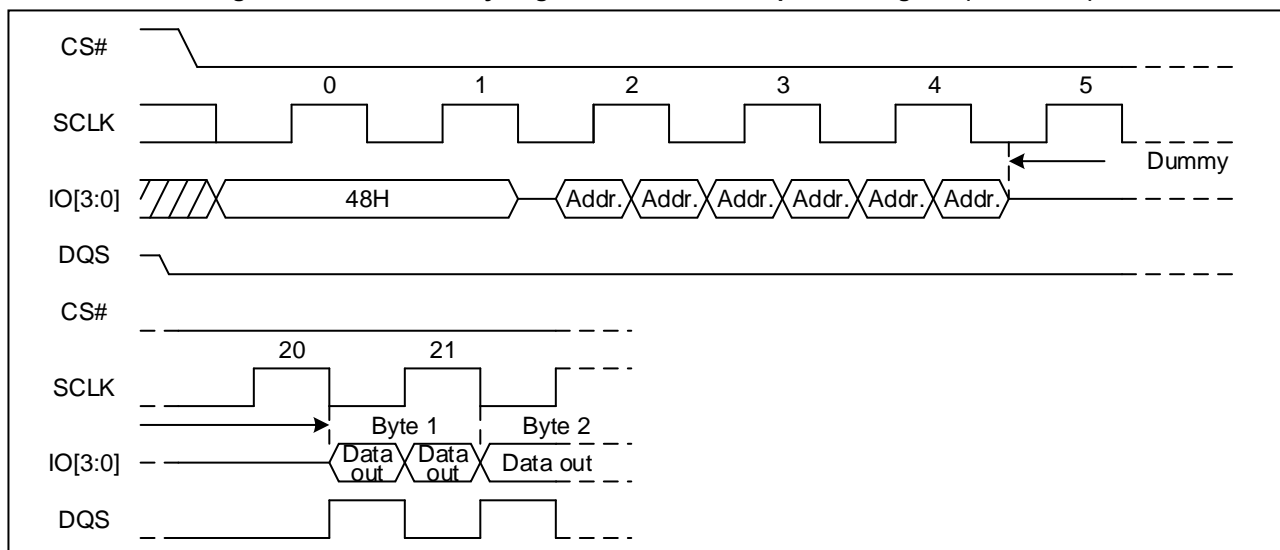 CS#
0 1 2 3 4 5
SCLK
Dummy
IO[3:0] 48H Addr. Addr. Addr. Addr. Addr. Addr.
DQS
CS#
20 21
SCLK
Byte 1 Byte 2
IO[3:0] Data out Data out Data out
DQS